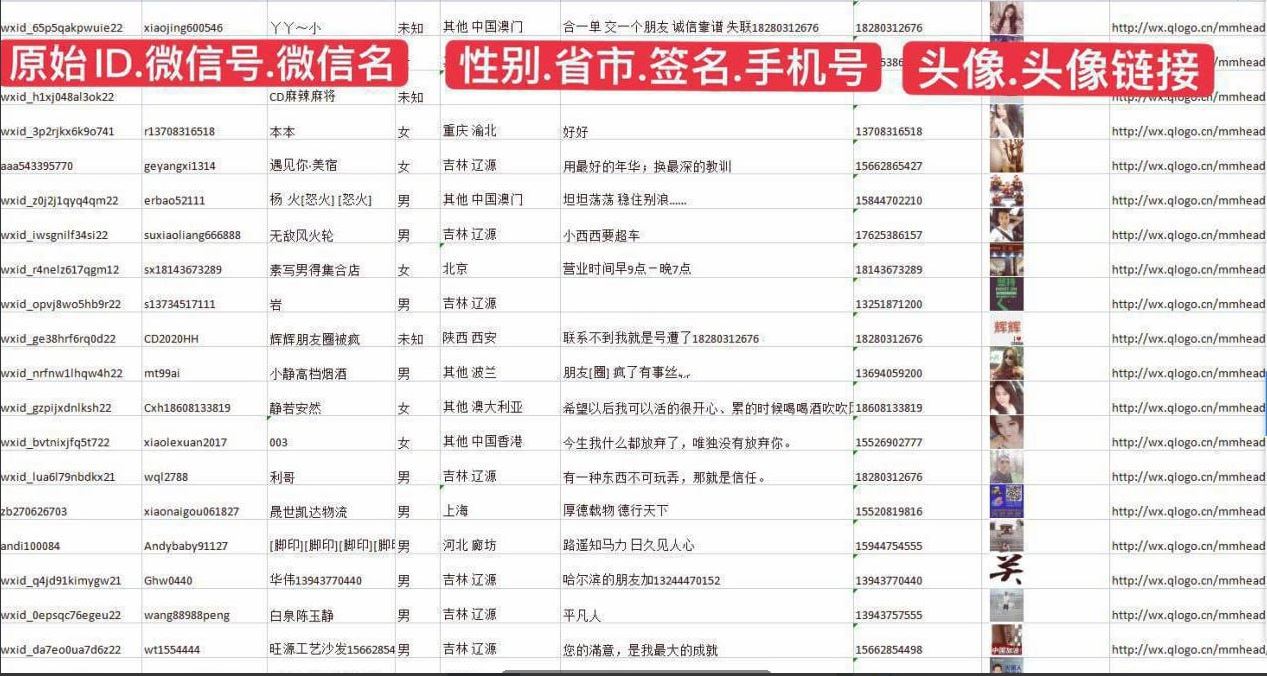 wxid_65p5qakpwuie22 xiaojing600546 丫丫～小 未知 其他 中国澳门 合一单 交一个朋友 诚信靠谱 失联18280312676 18280312676 http://wx.qlogo.cn/mmhead
原始ID.微信号.微信名 性别.省市.签名.手机号 头像.头像链接
wxid_h1xj048al3ok22 CD麻辣麻将 未知
wxid_3p2rjkx6k9o741 r13708316518 本本 女 重庆 渝北 好好 13708316518 http://wx.qlogo.cn/mmhead
aaa543395770 geyangxi1314 遇见你·美宿 女 吉林 辽源 用最好的年华；换最深的教训 15662865427 http://wx.qlogo.cn/mmhead
wxid_z0j2j1qyq4qm22 erbao52111 杨 火[怒火] [怒火] 男 其他 中国澳门 坦坦荡荡 稳住别浪...... 15844702210 http://wx.qlogo.cn/mmhead
wxid_iwsgnilf34si22 suxiaoliang666888 无敌风火轮 男 吉林 辽源 小西西要超车 17625386157 http://wx.qlogo.cn/mmhead
wxid_r4nelz617qgm12 sx18143673289 素写男得集合店 女 北京 营业时间早9点－晚7点 18143673289 http://wx.qlogo.cn/mmhead
wxid_opvj8wo5hb9r22 s13734517111 岩 男 吉林 辽源 13251871200 http://wx.qlogo.cn/mmhead
wxid_ge38hrf6rq0d22 CD2020HH 辉辉朋友圈被疯 未知 陕西 西安 联系不到我就是号遭了18280312676 18280312676 辉辉 http://wx.qlogo.cn/mmhead
wxid_nrfnw1lhqw4h22 mt99ai 小静高档烟酒 男 其他 波兰 朋友[圈] 疯了有事丝 13694059200 http://wx.qlogo.cn/mmhead
wxid_gzpijxdnlksh22 Cxh18608133819 静若安然 女 其他 澳大利亚 希望以后我可以活的很开心、累的时候喝喝酒吹吹 18608133819 http://wx.qlogo.cn/mmhead
wxid_bvtnixjfq5t722 xiaolexuan2017 003 女 其他 中国香港 今生我什么都放弃了，唯独没有放弃你。 15526902777 http://wx.qlogo.cn/mmhead
wxid_lua6l79nbdkx21 wql2788 利哥 男 吉林 辽源 有一种东西不可玩弄，那就是信任。 18280312676 http://wx.qlogo.cn/mmhead
zb270626703 xiaonaigou061827 晟世凯达物流 男 上海 厚德载物 德行天下 15520819816 http://wx.qlogo.cn/mmhead
andi100084 Andybaby91127 [脚印][脚印][脚印][脚 男 河北 廊坊 路遥知马力 日久见人心 15944754555 http://wx.qlogo.cn/mmhead
wxid_q4jd91kimygw21 Ghw0440 华伟13943770440 男 吉林 辽源 哈尔滨的朋友加13244470152 13943770440 http://wx.qlogo.cn/mmhead
wxid_0epsqc76egeu22 wang88988peng 白泉陈玉静 男 吉林 辽源 平凡人 13943757555 http://wx.qlogo.cn/mmhead
wxid_da7eo0ua7d6z22 wt1554444 旺源工艺沙发15662854 男 吉林 辽源 您的满意，是我最大的成就 15662854498 中国加油 http://wx.qlogo.cn/mmhead